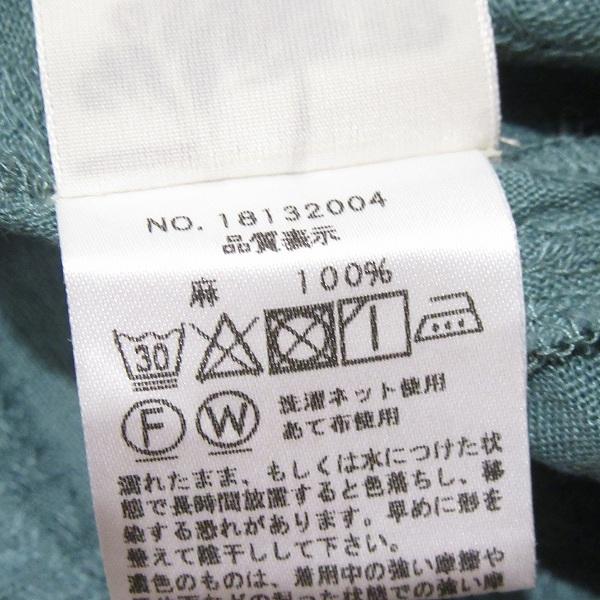 NO. 18132004
品質表示
麻 100%
30
F W
洗濯ネット使用
あて布使用
濡れたまま、もしくは水につけた状
態で長時間放置すると色落ちし、移
染する恐れがあります。早めに形を
整えて陰干しして下さい。
濃色のものは、着用中の強い摩擦や